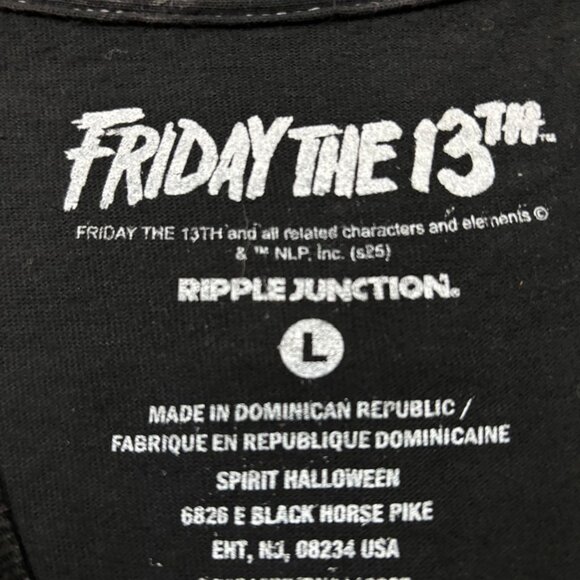 FRIDAY THE 13TH™
FRIDAY THE 13TH and all related characters and elements ©
& ™ NLP, Inc. (s25)
RIPPLE JUNCTION®
L
MADE IN DOMINICAN REPUBLIC /
FABRIQUE EN REPUBLIQUE DOMINICAINE
SPIRIT HALLOWEEN
6826 E BLACK HORSE PIKE
EHT, NJ, 08234 USA